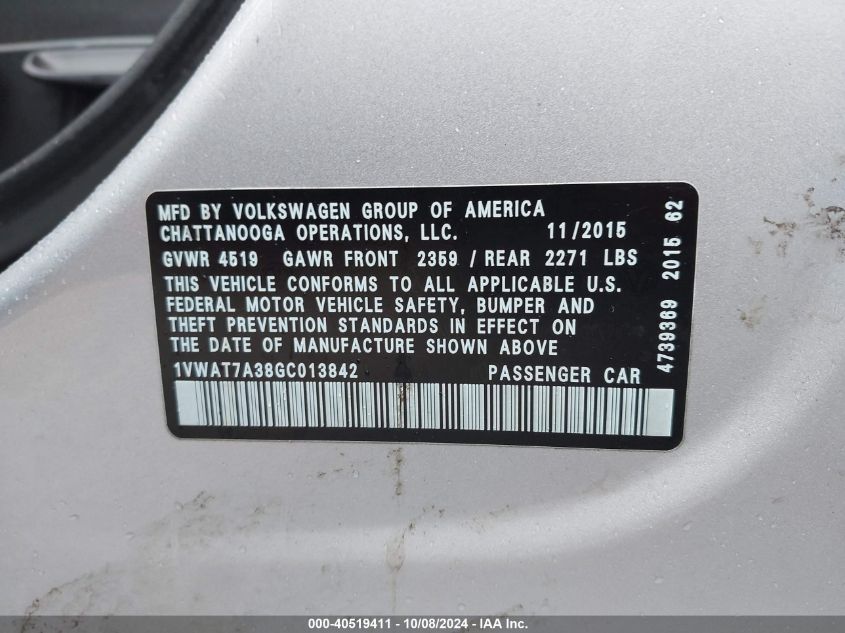 MFD BY VOLKSWAGEN GROUP OF AMERICA
CHATTANOOGA OPERATIONS, LLC. 11/2015
GVWR 4519 GAWR FRONT 2359 / REAR 2271 LBS
THIS VEHICLE CONFORMS TO ALL APPLICABLE U.S.
FEDERAL MOTOR VEHICLE SAFETY, BUMPER AND
THEFT PREVENTION STANDARDS IN EFFECT ON
THE DATE OF MANUFACTURE SHOWN ABOVE
1VWAT7A38GC013842 PASSENGER CAR
4739369 2015 62
000-40519411 - 10/08/2024 - IAA Inc.